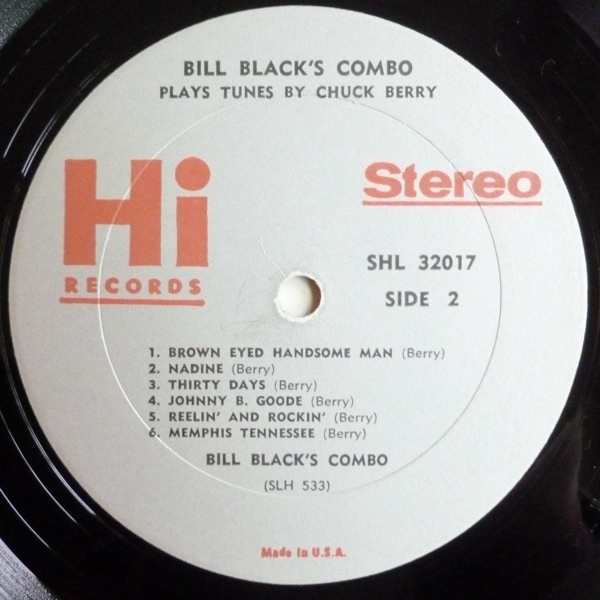 BILL BLACK'S COMBO
PLAYS TUNES BY CHUCK BERRY
Hi
RECORDS
Stereo
SHL 32017
SIDE 2
1. BROWN EYED HANDSOME MAN (Berry)
2. NADINE (Berry)
3. THIRTY DAYS (Berry)
4. JOHNNY B. GOODE (Berry)
5. REELIN' AND ROCKIN' (Berry)
6. MEMPHIS TENNESSEE (Berry)
BILL BLACK'S COMBO
(SLH 533)
Made in U.S.A.